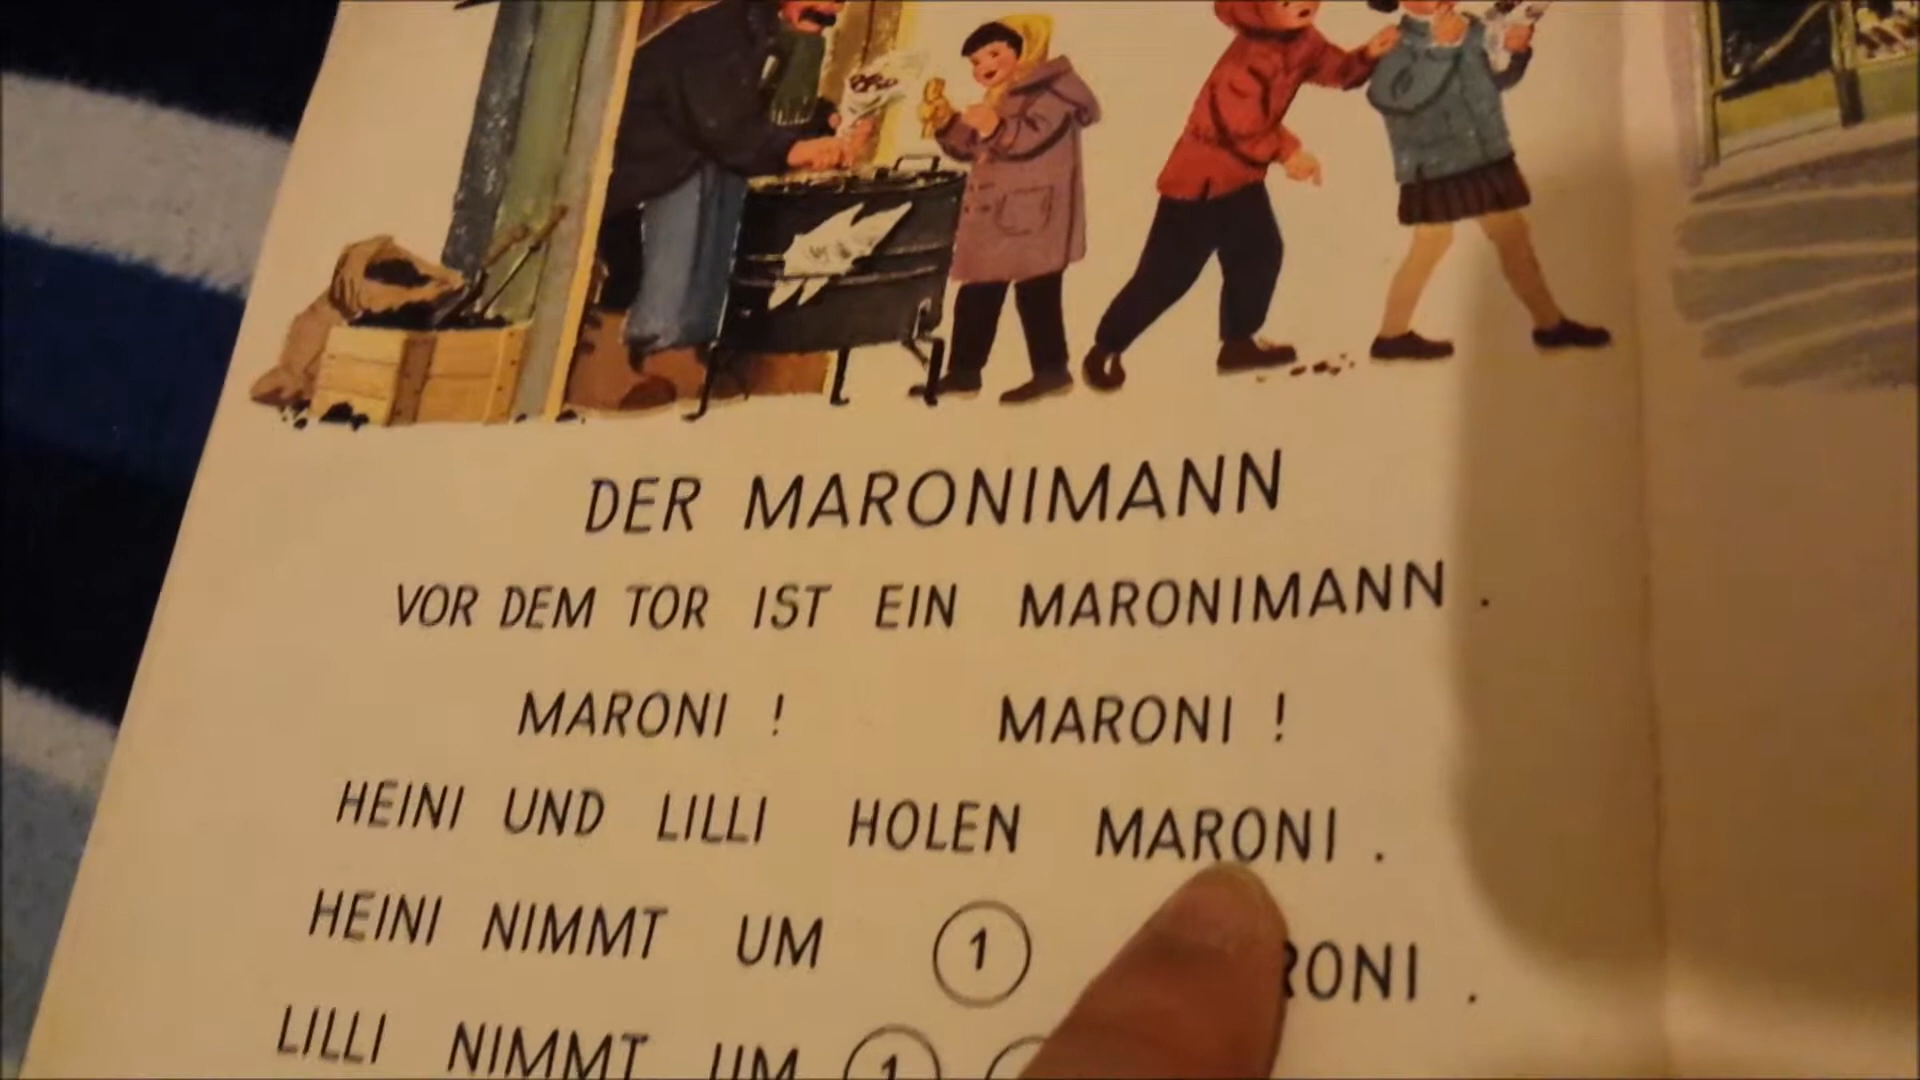 DER MARONIMANN
VOR DEM TOR IST EIN MARONIMANN .
MARONI ! MARONI !
HEINI UND LILLI HOLEN MARONI .
HEINI NIMMT UM 1 RONI .
LILLI NIMMT UM 1